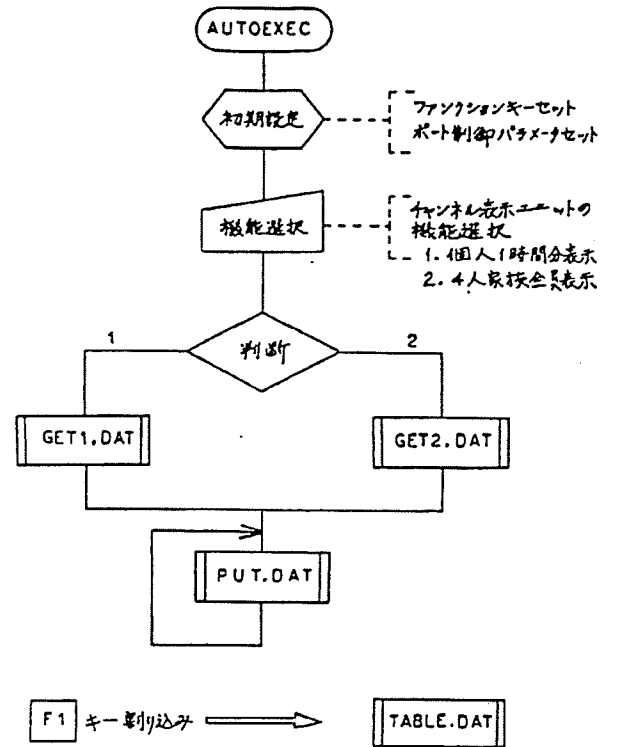 AUTOEXEC
初期設定
ファンクションキーセット
ポート制御パラメータセット
機能選択
チャンネル表示ユニットの
機能選択
1. 個人1時間分表示
2. 4人家族全員表示
判断
1
2
GET1.DAT
GET2.DAT
PUT.DAT
F1 キー割り込み
TABLE.DAT